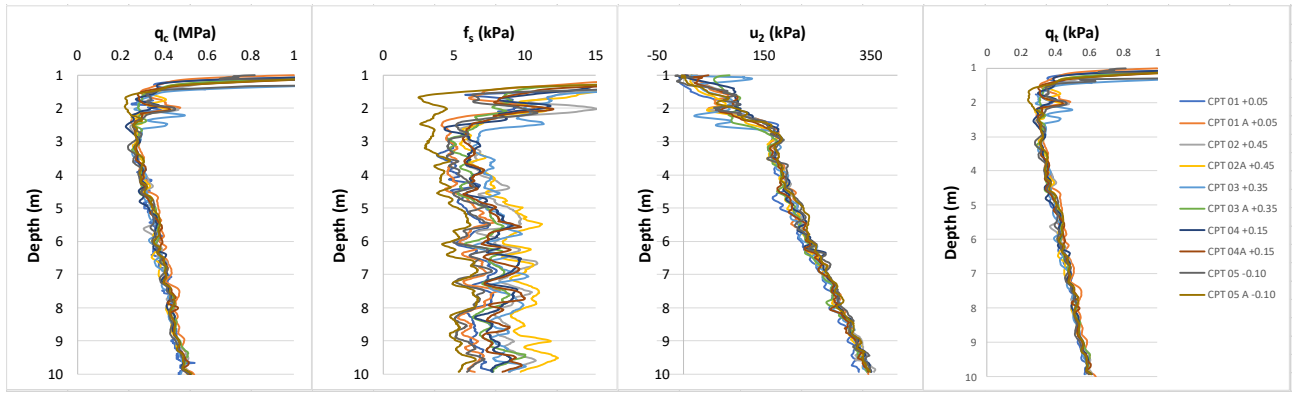 qc (MPa)
0 0.2 0.4 0.6 0.8 1
Depth (m)
1
2
3
4
5
6
7
8
9
10
fs (kPa)
0 5 10 15
Depth (m)
1
2
3
4
5
6
7
8
9
10
u2 (kPa)
-50 150 350
Depth (m)
1
2
3
4
5
6
7
8
9
10
qt (kPa)
0 0.2 0.4 0.6 0.8 1
Depth (m)
1
2
3
4
5
6
7
8
9
10
CPT 01 +0.05
CPT 01 A +0.05
CPT 02 +0.45
CPT 02A +0.45
CPT 03 +0.35
CPT 03 A +0.35
CPT 04 +0.15
CPT 04A +0.15
CPT 05 -0.10
CPT 05 A -0.10